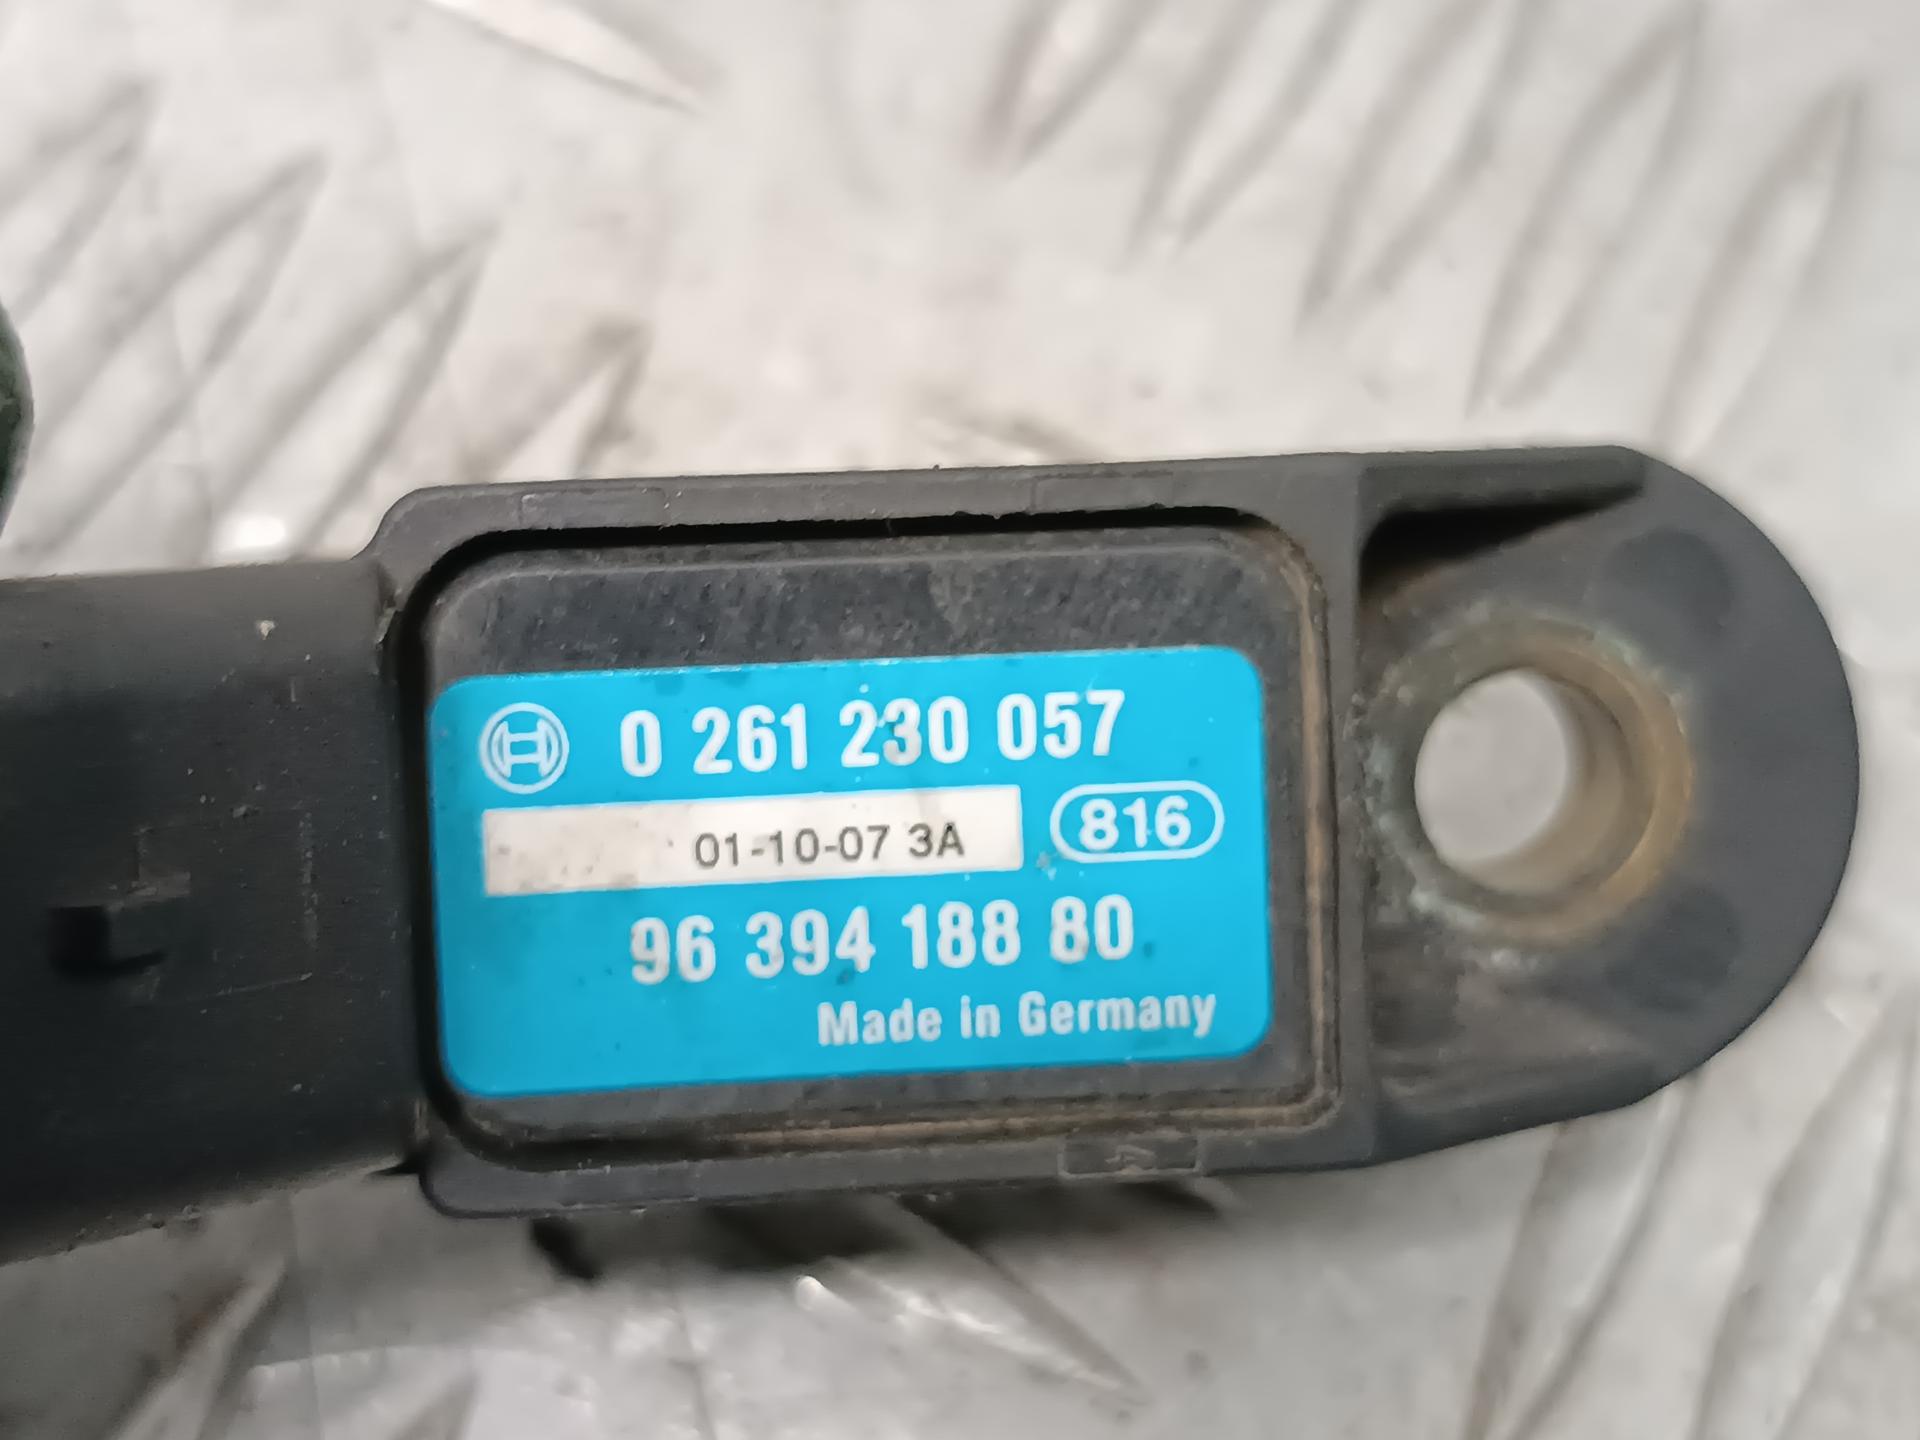 0 261 230 057
01-10-07 3A 816
96 394 188 80
Made in Germany